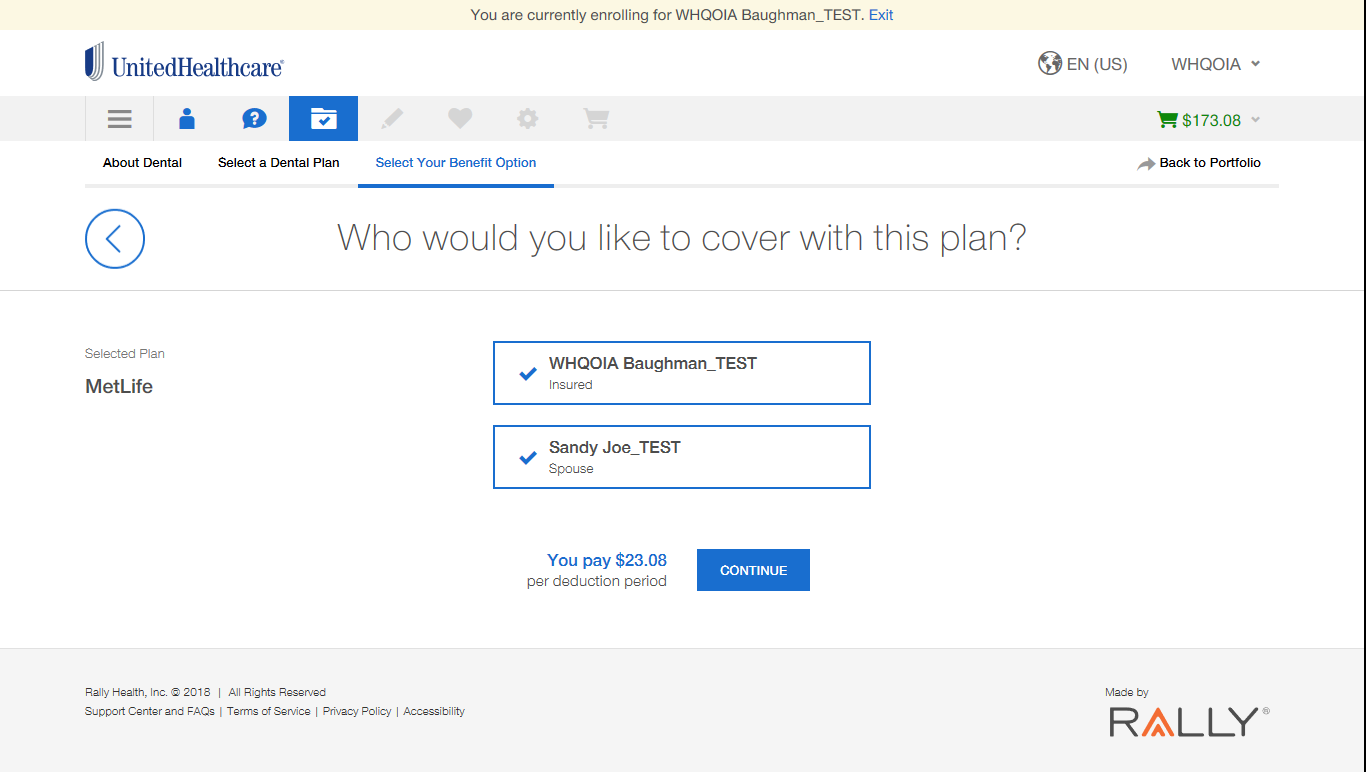 You are currently enrolling for WHQOIA Baughman_TEST. Exit
UnitedHealthcare®
EN (US)
WHQOIA
$173.08
About Dental
Select a Dental Plan
Select Your Benefit Option
Back to Portfolio
Who would you like to cover with this plan?
Selected Plan
MetLife
WHQOIA Baughman_TEST
Insured
Sandy Joe_TEST
Spouse
You pay $23.08
per deduction period
CONTINUE
Rally Health, Inc. © 2018 | All Rights Reserved
Support Center and FAQs | Terms of Service | Privacy Policy | Accessibility
Made by
RALLY®